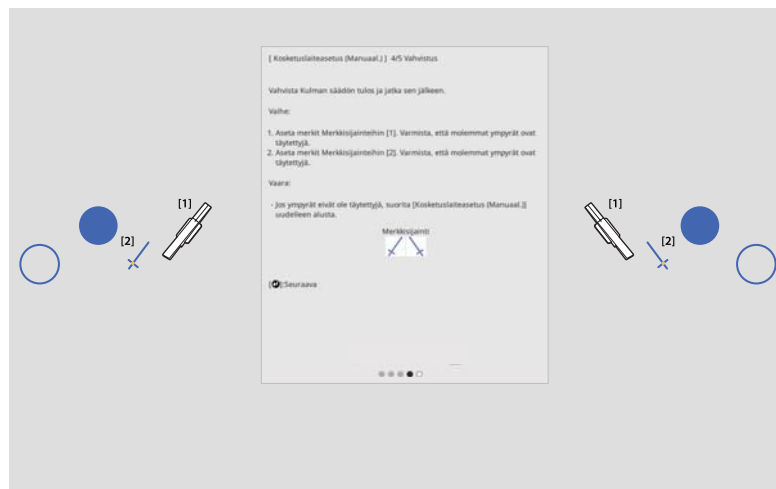 [ Kosketuslaiteasetus (Manuaal.) ] 4/5 Vahvistus
Vahvista Kulman säädön tulos ja jatka sen jälkeen.
Vaihe:
1. Aseta merkit Merkkisijainteihin [1]. Varmista, että molemmat ympyrät ovat
täytettyjä.
2. Aseta merkit Merkkisijainteihin [2]. Varmista, että molemmat ympyrät ovat
täytettyjä.
Vaara:
- Jos ympyrät eivät ole täytettyjä, suorita [Kosketuslaiteasetus (Manuaal.)]
uudelleen alusta.
[1]
[1]
[2]
[2]
Merkkisijainti
[ ]:Seuraava